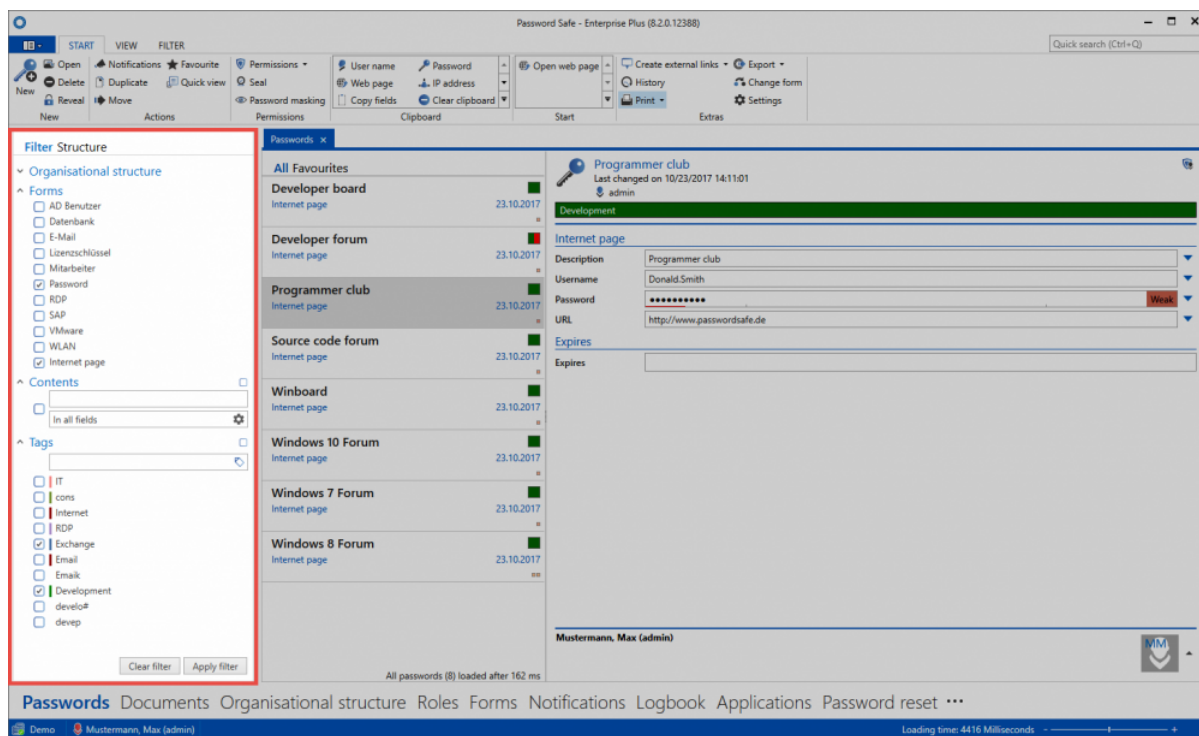 Password Safe - Enterprise Plus (8.2.0.12388)
START VIEW FILTER
Quick search (Ctrl+Q)
New
Open
Delete
Reveal
New
Notifications Favourite
Duplicate Quick view
Move
Actions
Permissions
Seal
Password masking
Permissions
User name Password
Web page IP address
Copy fields Clear clipboard
Clipboard
Open web page
Start
Create external links Export
History Change form
Print Settings
Extras
Filter Structure
Organisational structure
Forms
AD Benutzer
Datenbank
E-Mail
Lizenzschlüssel
Mitarbeiter
Password
RDP
SAP
VMware
WLAN
Internet page
Contents
In all fields
Tags
IT
cons
Internet
RDP
Exchange
Email
Emaik
Development
develo#
devep
Clear filter Apply filter
Passwords ×
All Favourites
Developer board
Internet page 23.10.2017
Developer forum
Internet page 23.10.2017
Programmer club
Internet page 23.10.2017
Source code forum
Internet page 23.10.2017
Winboard
Internet page 23.10.2017
Windows 10 Forum
Internet page 23.10.2017
Windows 7 Forum
Internet page 23.10.2017
Windows 8 Forum
Internet page 23.10.2017
All passwords (8) loaded after 162 ms
Programmer club
Last changed on 10/23/2017 14:11:01
admin
Development
Internet page
Description Programmer club
Username Donald.Smith
Password •••••••••• Weak
URL http://www.passwordsafe.de
Expires
Expires
Mustermann, Max (admin)
MM
Passwords Documents Organisational structure Roles Forms Notifications Logbook Applications Password reset •••
Demo Mustermann, Max (admin) Loading time: 4416 Milliseconds - +